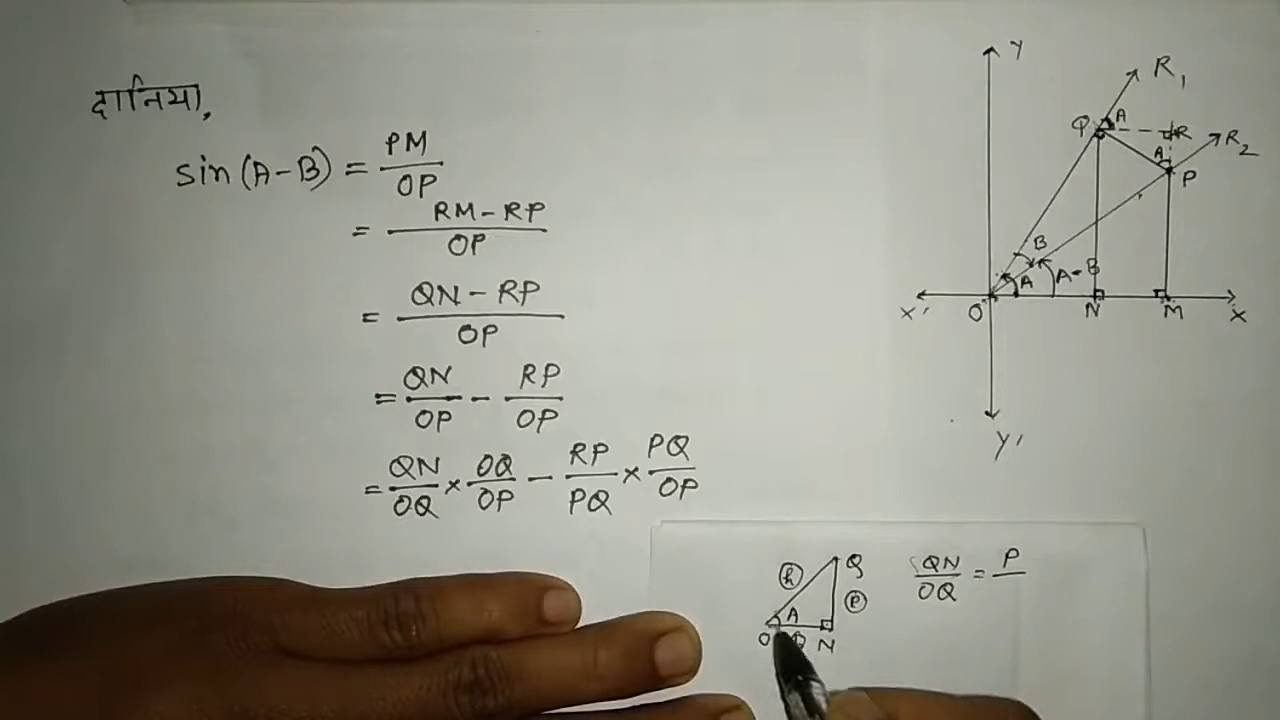 दानिया,
sin(A-B) = PM/OP
= RM-RP/OP
= QN-RP/OP
= QN/OP - RP/OP
= QN/OQ × OQ/OP - RP/PQ × PQ/OP
Y
R₁
Q A R R₂
A P
B
A A-B
X' O N M X
Y'
h Q QN/OQ = P/
A P
O N